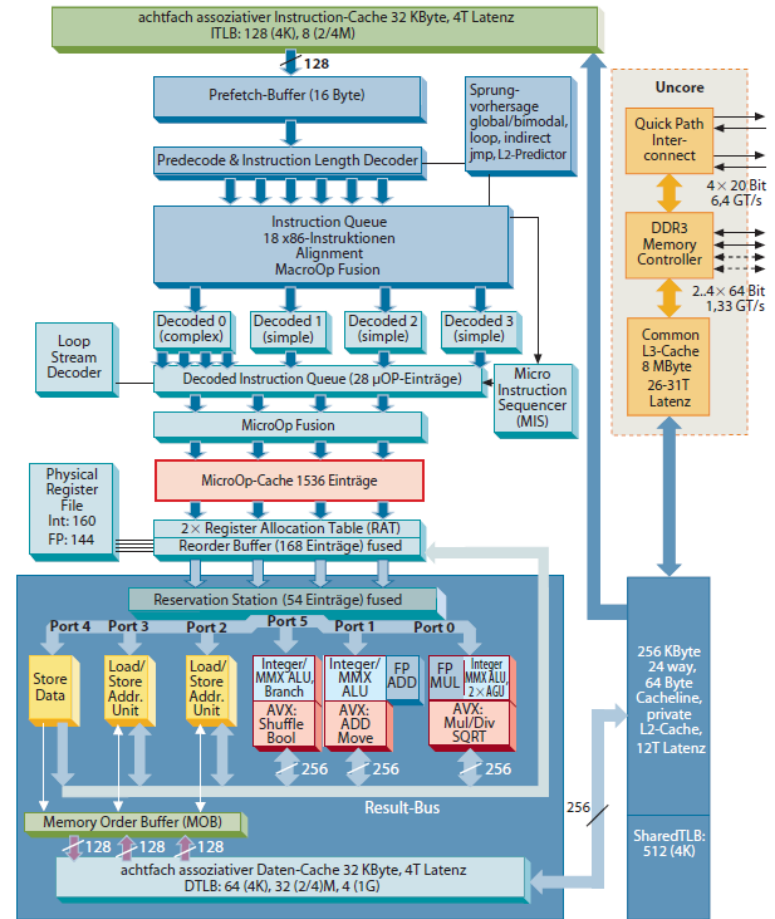 achtfach assoziativer Instruction-Cache 32 KByte, 4T Latenz
ITLB: 128 (4K), 8 (2/4M)
128
Prefetch-Buffer (16 Byte)
Sprung-
vorhersage
global/bimodal,
loop, indirect
jmp, L2-Predictor
Predecode & Instruction Length Decoder
Instruction Queue
18 x86-Instruktionen
Alignment
MacroOp Fusion
Decoded 0
(complex)
Decoded 1
(simple)
Decoded 2
(simple)
Decoded 3
(simple)
Loop
Stream
Decoder
Decoded Instruction Queue (28 µOP-Einträge)
Micro
Instruction
Sequencer
(MIS)
MicroOp Fusion
MicroOp-Cache 1536 Einträge
Physical
Register
File
Int: 160
FP: 144
2× Register Allocation Table (RAT)
Reorder Buffer (168 Einträge) fused
Reservation Station (54 Einträge) fused
Port 4
Port 3
Port 2
Port 5
Port 1
Port 0
Store
Data
Load/
Store
Addr.
Unit
Load/
Store
Addr.
Unit
Integer/
MMX ALU,
Branch
AVX:
Shuffle
Bool
Integer/
MMX
ALU
FP
ADD
AVX:
ADD
Move
FP
MUL
Integer
MMX ALU,
2× AGU
AVX:
Mul/Div
SQRT
256
256
256
Result-Bus
Memory Order Buffer (MOB)
128
128
128
achtfach assoziativer Daten-Cache 32 KByte, 4T Latenz
DTLB: 64 (4K), 32 (2/4)M, 4 (1G)
256
Uncore
Quick Path
Inter-
connect
4× 20 Bit
6,4 GT/s
DDR3
Memory
Controller
2..4× 64 Bit
1,33 GT/s
Common
L3-Cache
8 MByte
26-31T
Latenz
256 KByte
24 way,
64 Byte
Cacheline,
private
L2-Cache,
12T Latenz
SharedTLB:
512 (4K)